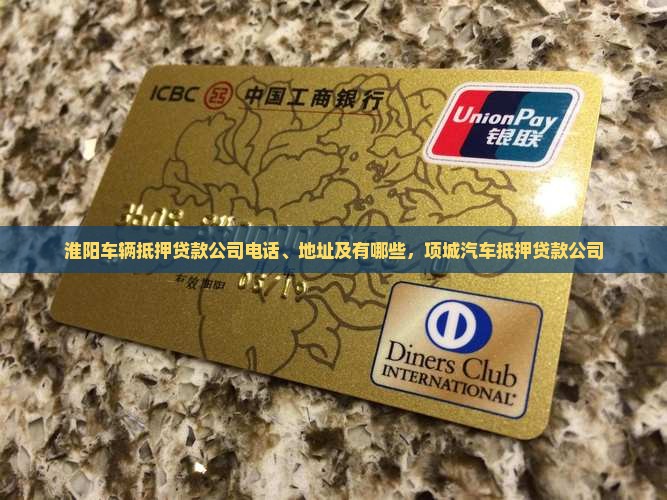 ICBC 中国工商银行
UnionPay
银联
淮阳车辆抵押贷款公司电话、地址及有哪些，项城汽车抵押贷款公司
Diners Club
INTERNATIONAL